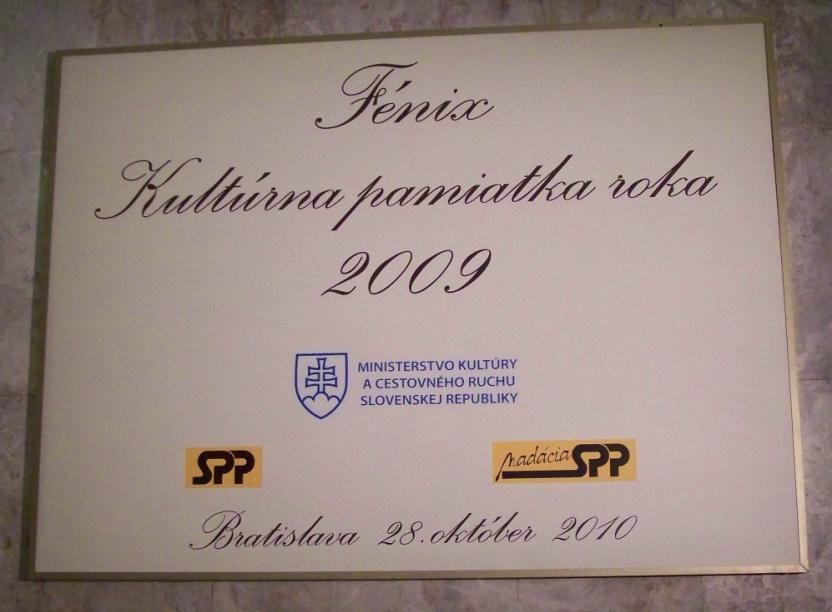 Fénix
Kultúrna pamiatka roka
2009
MINISTERSTVO KULTÚRY
A CESTOVNÉHO RUCHU
SLOVENSKEJ REPUBLIKY
SPP
nadácia SPP
Bratislava 28. október 2010